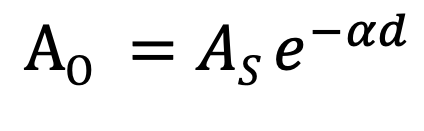 A₀ = Aₛ e^{-αd}